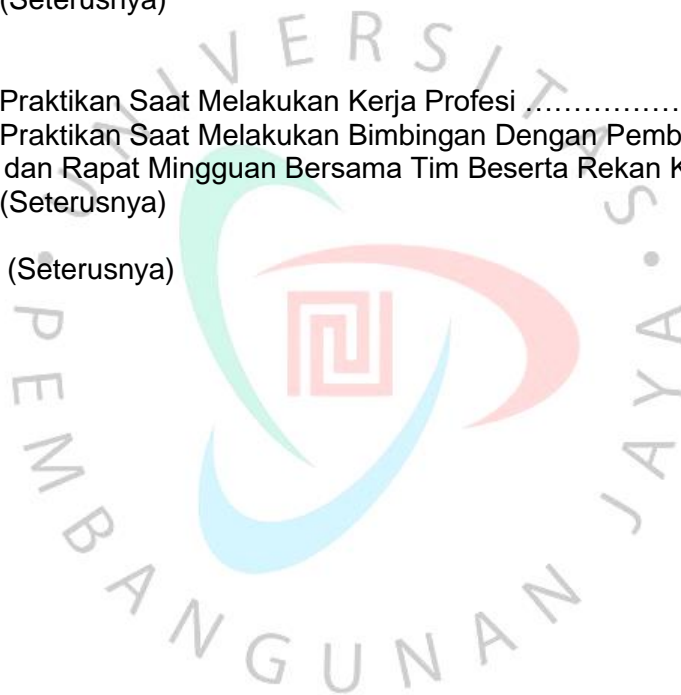 (Seterusnya)
Praktikan Saat Melakukan Kerja Profesi ………………
Praktikan Saat Melakukan Bimbingan Dengan Pemb
dan Rapat Mingguan Bersama Tim Beserta Rekan K
(Seterusnya)
(Seterusnya)
UNIVERSITAS
PEMBANGUNAN JAYA